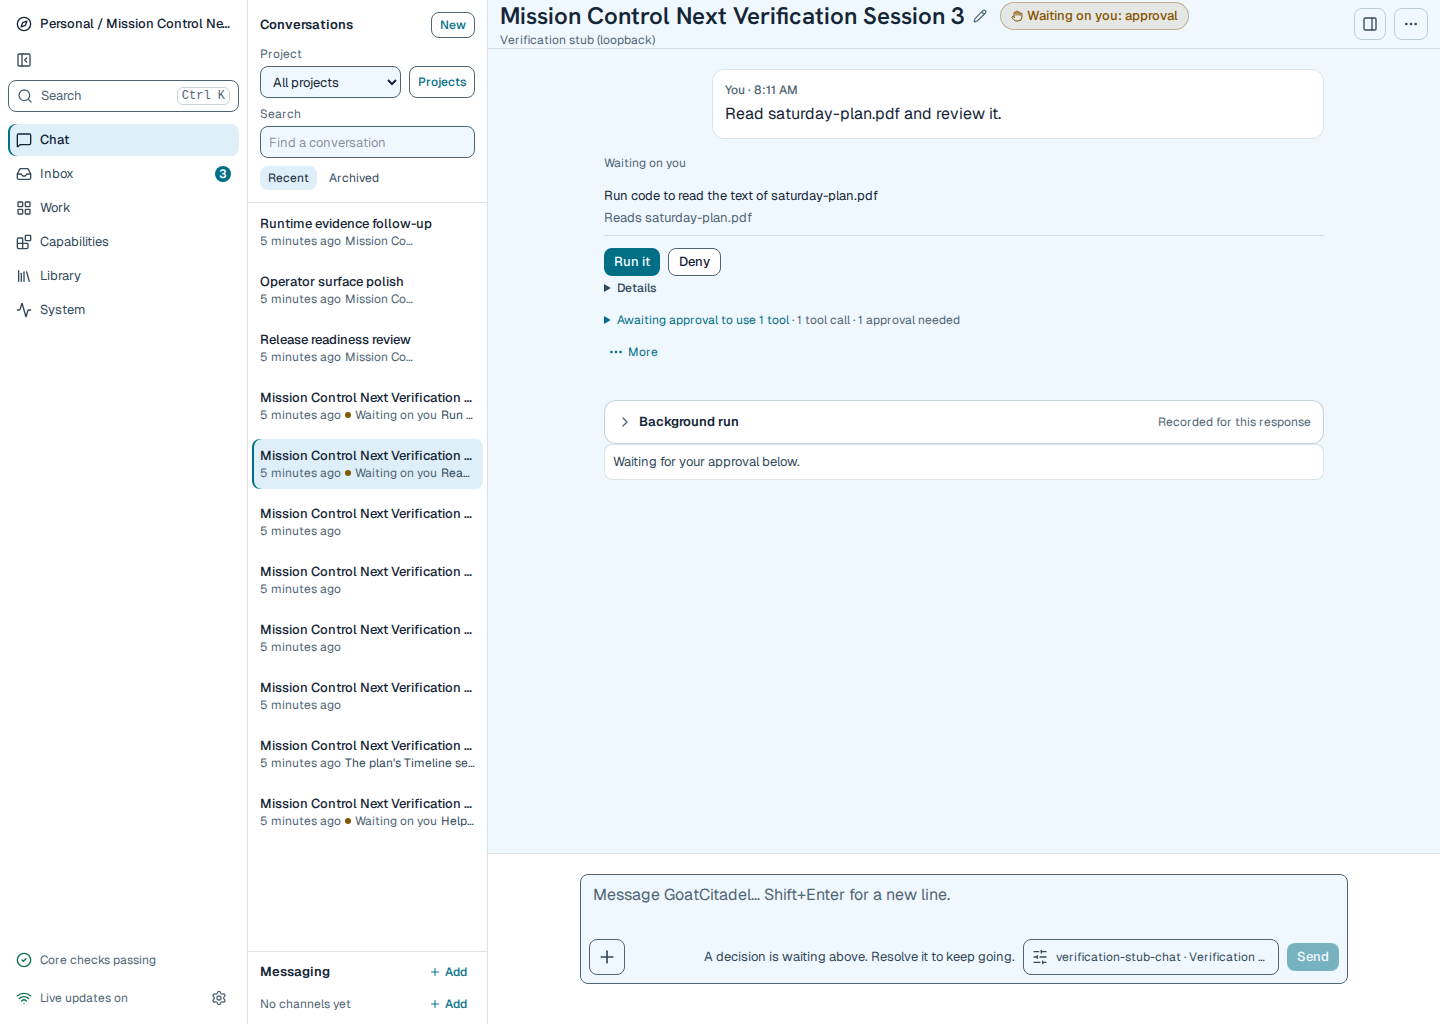 Personal / Mission Control Ne...
Search
Ctrl K
Chat
Inbox
3
Work
Capabilities
Library
System
Core checks passing
Live updates on
Conversations
New
Project
All projects
Projects
Search
Find a conversation
Recent
Archived
Runtime evidence follow-up
5 minutes ago Mission Co...
Operator surface polish
5 minutes ago Mission Co...
Release readiness review
5 minutes ago Mission Co...
Mission Control Next Verification ...
5 minutes ago Waiting on you Run ...
Mission Control Next Verification ...
5 minutes ago Waiting on you Rea...
Mission Control Next Verification ...
5 minutes ago
Mission Control Next Verification ...
5 minutes ago
Mission Control Next Verification ...
5 minutes ago
Mission Control Next Verification ...
5 minutes ago
Mission Control Next Verification ...
5 minutes ago The plan's Timeline se...
Mission Control Next Verification ...
5 minutes ago Waiting on you Help...
Messaging
+ Add
No channels yet
+ Add
Mission Control Next Verification Session 3
Waiting on you: approval
Verification stub (loopback)
You · 8:11 AM
Read saturday-plan.pdf and review it.
Waiting on you
Run code to read the text of saturday-plan.pdf
Reads saturday-plan.pdf
Run it
Deny
Details
Awaiting approval to use 1 tool · 1 tool call · 1 approval needed
··· More
Background run
Recorded for this response
Waiting for your approval below.
Message GoatCitadel... Shift+Enter for a new line.
A decision is waiting above. Resolve it to keep going.
verification-stub-chat · Verification ...
Send